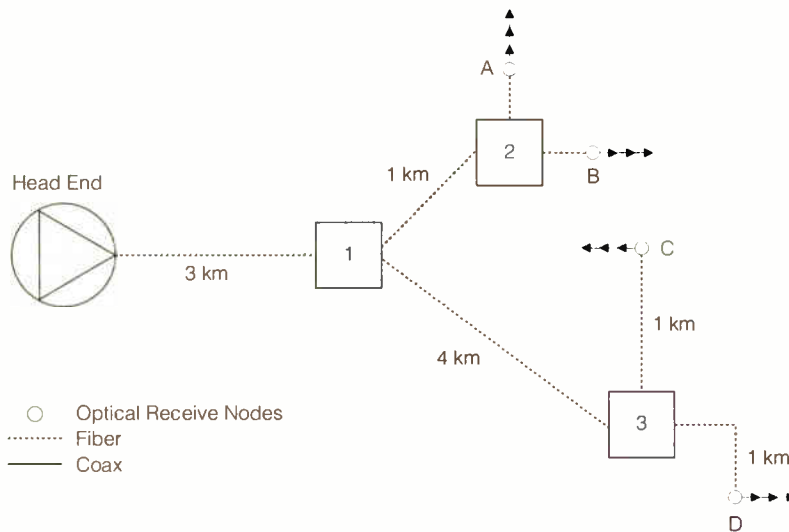 A
2
1 km
B
Head End
1
C
3 km
1 km
4 km
Optical Receive Nodes
3
Fiber
1 km
Coax
D